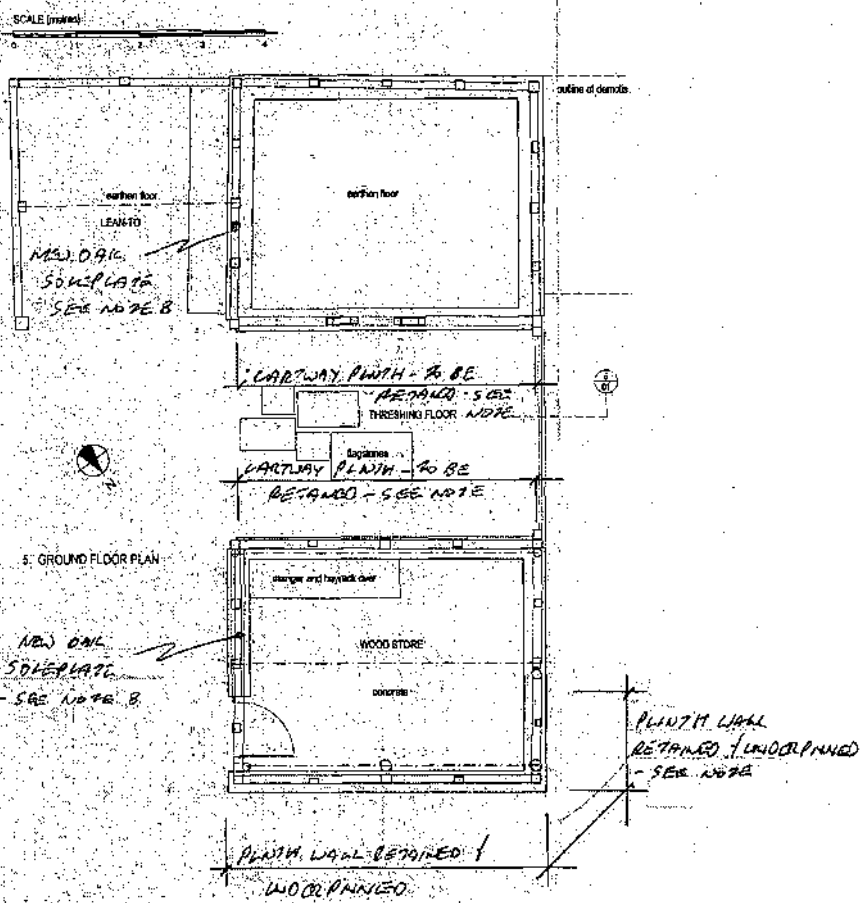 SCALE [metres]
0 1 2 3 4
outline of demolis
earthen floor
LEAN-TO
earthen floor
NEW OAK
SOLEPLATE
SEE NOTE 8
CARTWAY PLINTH - TO BE
RETAINED - SEE
THRESHING FLOOR NOTE
01
flagstones
CARTWAY PLINTH - TO BE
RETAINED - SEE NOTE
N
5. GROUND FLOOR PLAN
manger and hayrack over
NEW OAK
SOLEPLATE
- SEE NOTE 8
WOOD STORE
concrete
PLINTH WALL
RETAINED / UNDERPINNED
- SEE NOTE
PLINTH WALL RETAINED /
UNDERPINNED